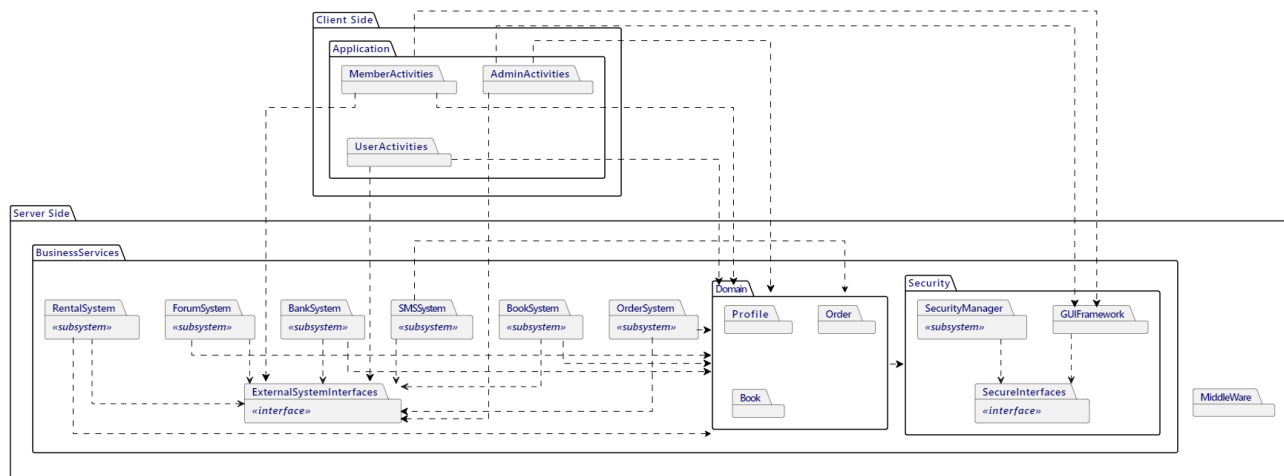 Client Side
Application
MemberActivities
AdminActivities
UserActivities
Server Side
BusinessServices
RentalSystem
«subsystem»
ForumSystem
«subsystem»
BankSystem
«subsystem»
SMSSystem
«subsystem»
BookSystem
«subsystem»
OrderSystem
«subsystem»
ExternalSystemInterfaces
«interface»
Domain
Profile
Order
Book
Security
SecurityManager
«subsystem»
GUIFramework
SecureInterfaces
«interface»
MiddleWare